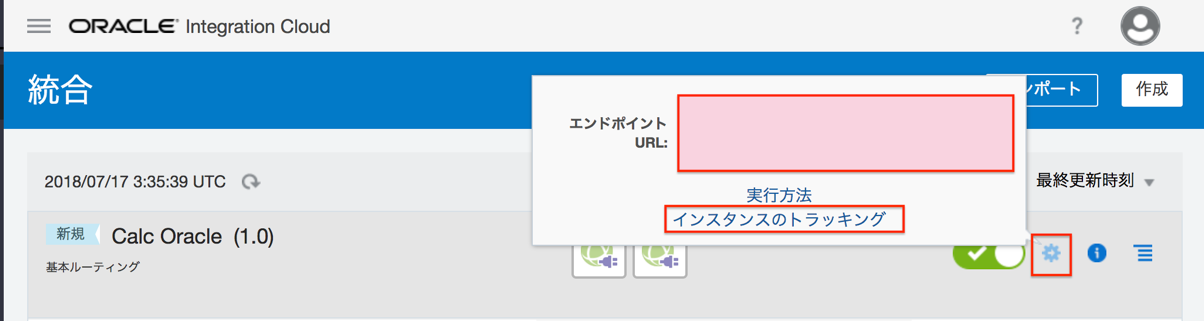 ORACLE Integration Cloud
?
統合
ンポート
作成
エンドポイント
URL:
実行方法
インスタンスのトラッキング
2018/07/17 3:35:39 UTC
最終更新時刻
新規
Calc Oracle (1.0)
基本ルーティング